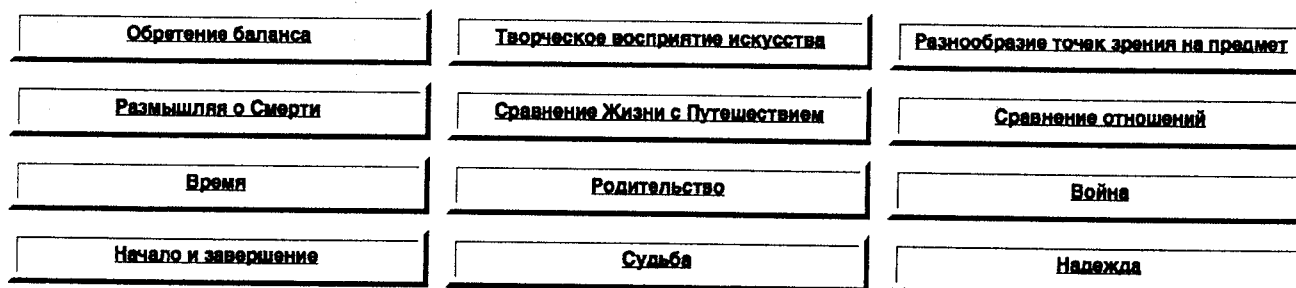 Обретение баланса
Творческое восприятие искусства
Разнообразие точек зрения на предмет
Размышляя о Смерти
Сравнение Жизни с Путешествием
Сравнение отношений
Время
Родительство
Война
Начало и завершение
Судьба
Надежда